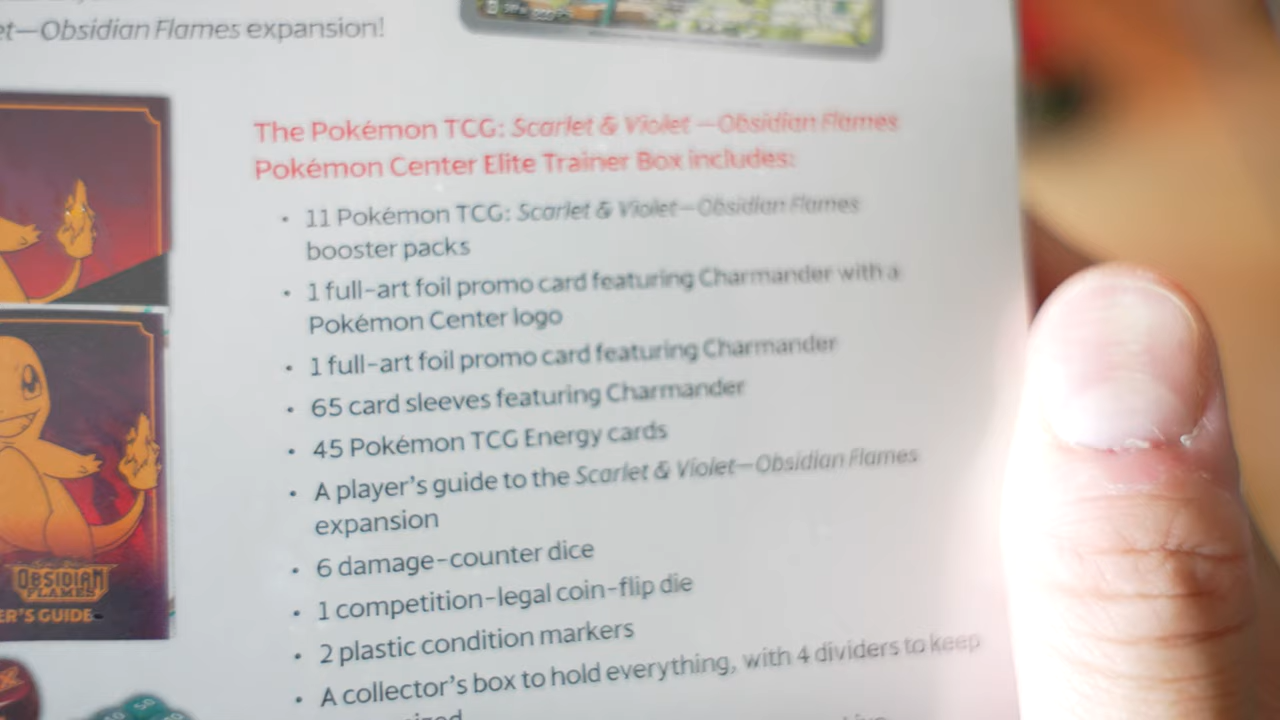 et—Obsidian Flames expansion!
The Pokémon TCG: Scarlet & Violet—Obsidian Flames
Pokémon Center Elite Trainer Box includes:
• 11 Pokémon TCG: Scarlet & Violet—Obsidian Flames
booster packs
• 1 full-art foil promo card featuring Charmander with a
Pokémon Center logo
• 1 full-art foil promo card featuring Charmander
• 65 card sleeves featuring Charmander
• 45 Pokémon TCG Energy cards
• A player's guide to the Scarlet & Violet—Obsidian Flames
expansion
• 6 damage-counter dice
• 1 competition-legal coin-flip die
• 2 plastic condition markers
• A collector's box to hold everything, with 4 dividers to keep
OBSIDIAN
FLAMES
ER'S GUIDE
50